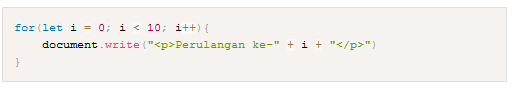 for(let i = 0; i < 10; i++){
    document.write("<p>Perulangan ke-" + i + "</p>")
}